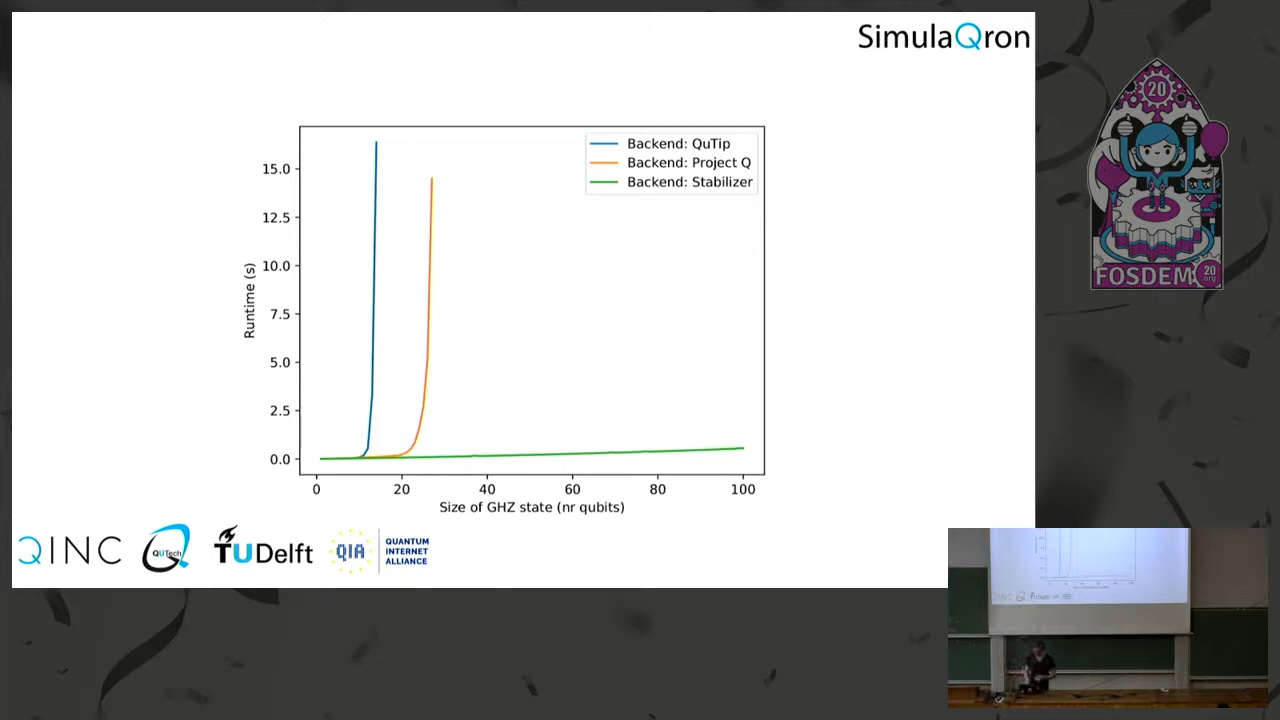 SimulaQron
Backend: QuTip
Backend: Project Q
Backend: Stabilizer
15.0
12.5
10.0
7.5
5.0
2.5
0.0
Runtime (s)
0 20 40 60 80 100
Size of GHZ state (nr qubits)
QINC
QUTech
TUDelft
QIA
QUANTUM
INTERNET
ALLIANCE
20
FOSDEM
20
.org